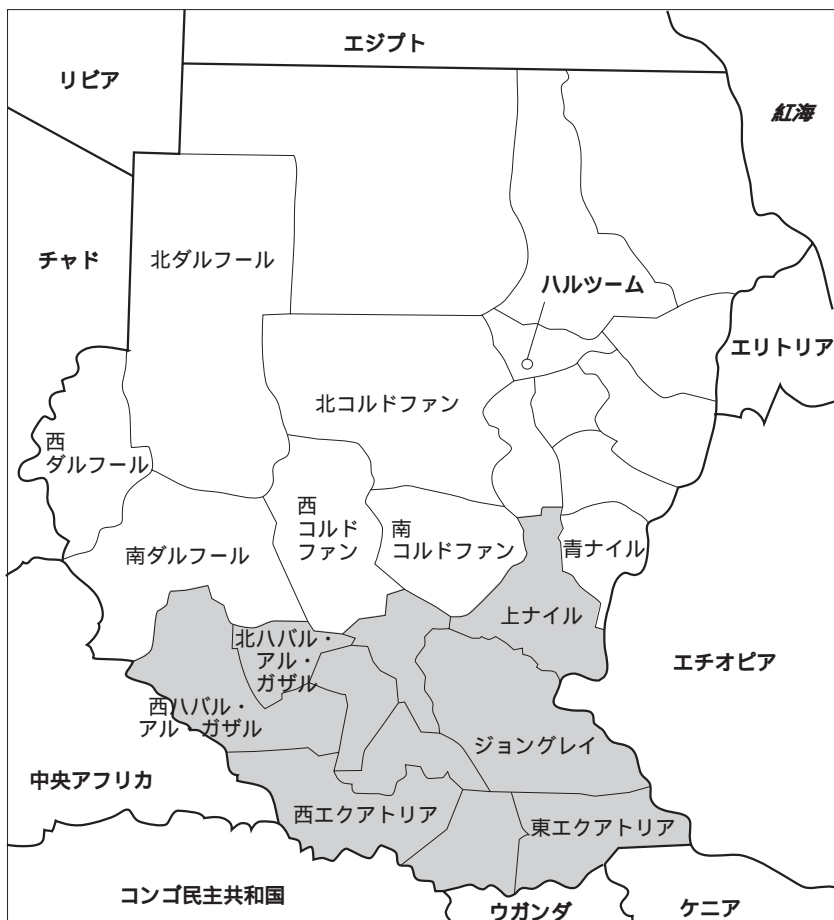 エジプト
リビア
紅海
チャド
北ダルフール
ハルツーム
エリトリア
北コルドファン
西
ダルフール
西
コルド
ファン
南
コルドファン
青ナイル
南ダルフール
上ナイル
北ハバル・
アル・
ガザル
エチオピア
西ハバル・
アル・ガザル
ジョングレイ
中央アフリカ
西エクアトリア
東エクアトリア
コンゴ民主共和国
ウガンダ
ケニア